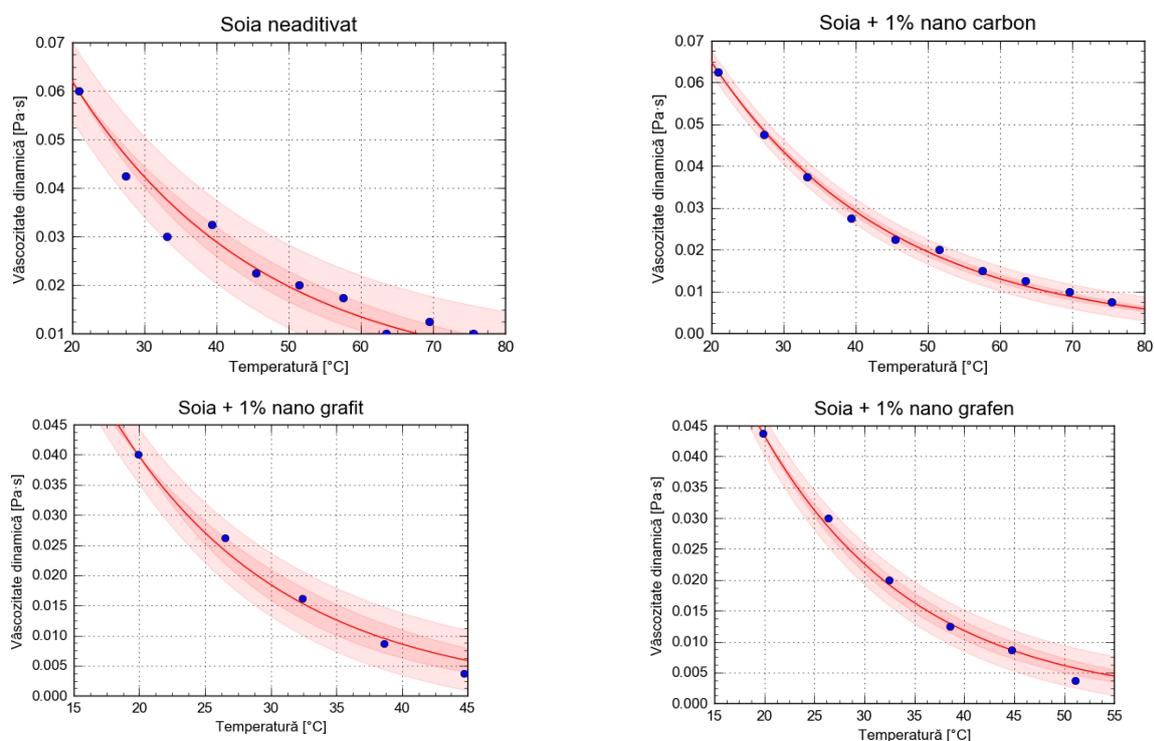 Soia neaditivat
Vâscozitate dinamică [Pa·s]
0.07
0.06
0.05
0.04
0.03
0.02
0.01
20 30 40 50 60 70 80
Temperatură [°C]
Soia + 1% nano carbon
Vâscozitate dinamică [Pa·s]
0.07
0.06
0.05
0.04
0.03
0.02
0.01
0.00
20 30 40 50 60 70 80
Temperatură [°C]
Soia + 1% nano grafit
Vâscozitate dinamică [Pa·s]
0.045
0.040
0.035
0.030
0.025
0.020
0.015
0.010
0.005
0.000
15 20 25 30 35 40 45
Temperatură [°C]
Soia + 1% nano grafen
Vâscozitate dinamică [Pa·s]
0.045
0.040
0.035
0.030
0.025
0.020
0.015
0.010
0.005
0.000
15 20 25 30 35 40 45 50 55
Temperatură [°C]